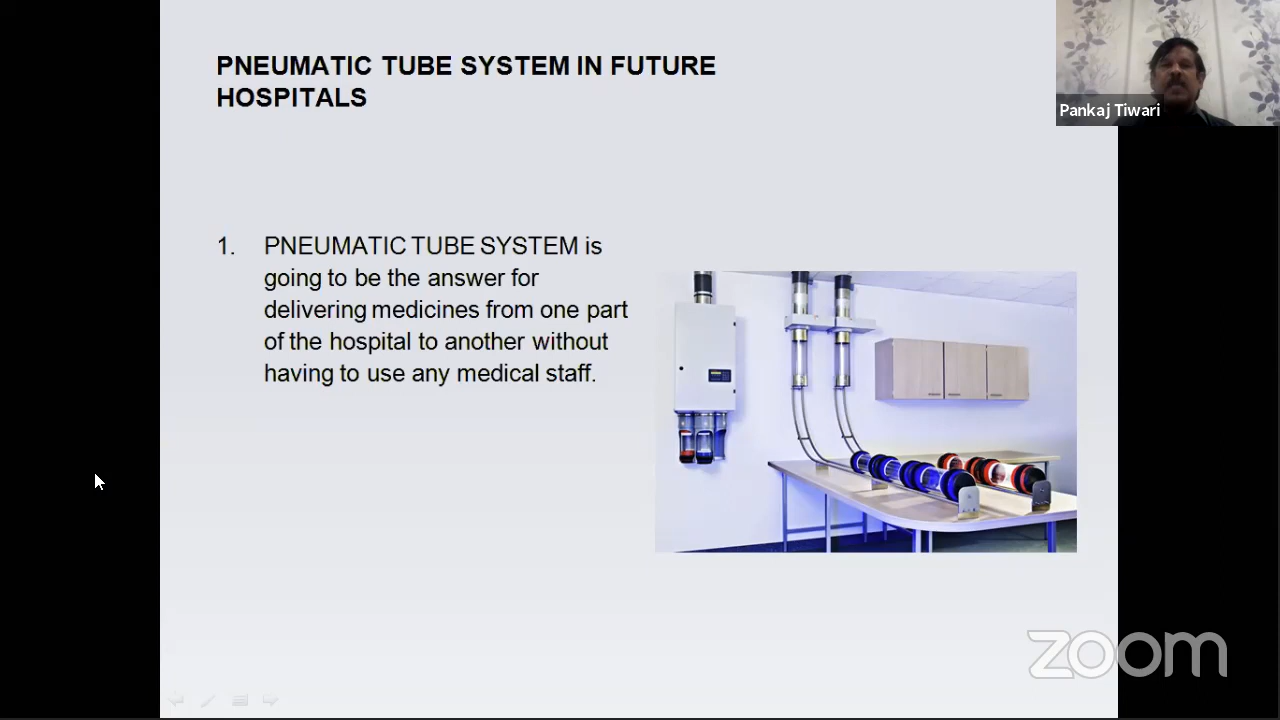 PNEUMATIC TUBE SYSTEM IN FUTURE
HOSPITALS
Pankaj Tiwari
1. PNEUMATIC TUBE SYSTEM is
going to be the answer for
delivering medicines from one part
of the hospital to another without
having to use any medical staff.
zoom